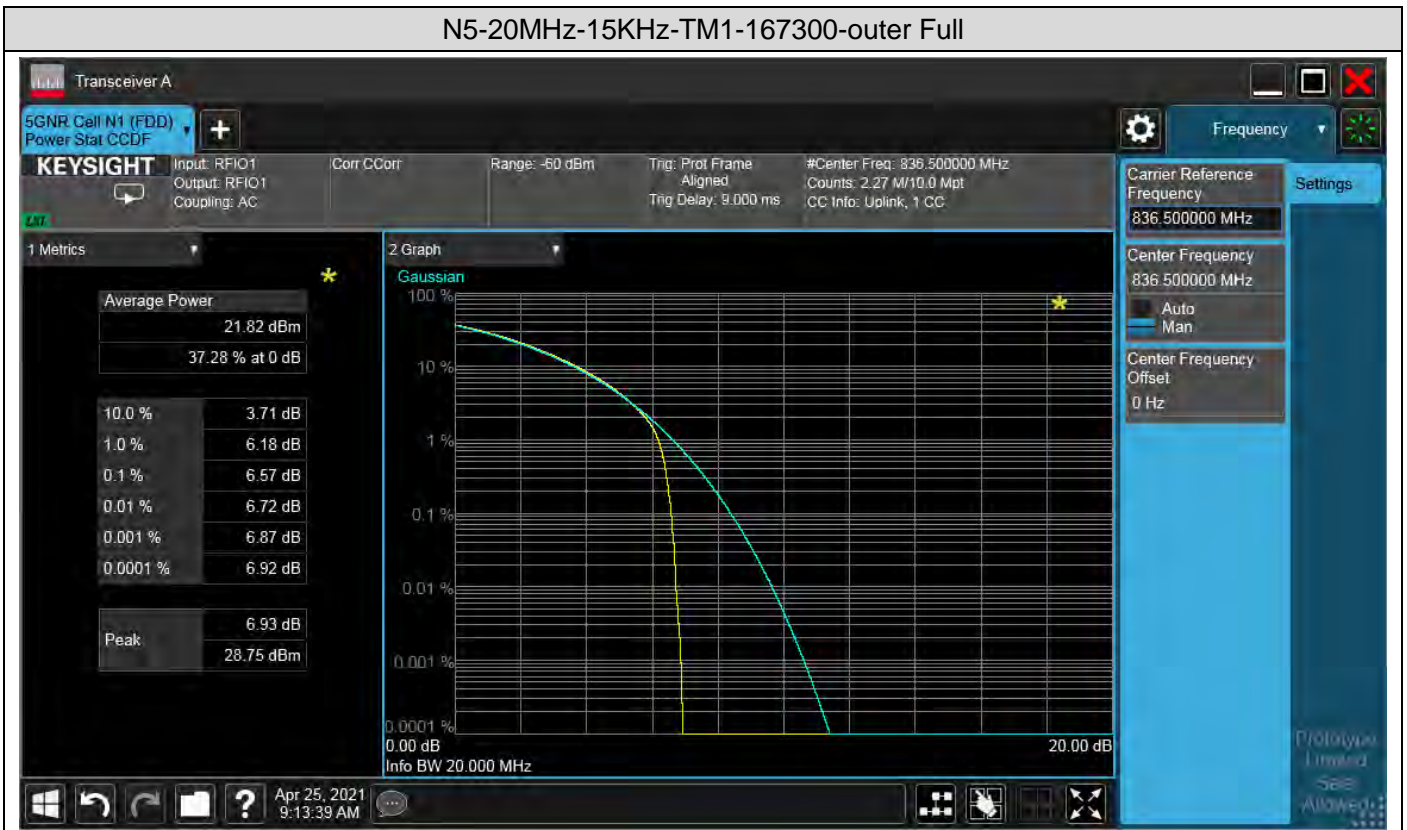 N5-20MHz-15KHz-TM1-167300-outer Full
Transceiver A
5GNR Cell N1 (FDD)
Power Stat CCDF
+
Frequency
KEYSIGHT
Input: RFIO1
Output: RFIO1
Coupling: AC
Corr CCorr
Range: -60 dBm
Trig: Prot Frame
Aligned
Trig Delay: 9.000 ms
#Center Freq: 836.500000 MHz
Counts: 2.27 M/10.0 Mpt
CC Info: Uplink, 1 CC
Carrier Reference
Frequency
836.500000 MHz
Settings
Center Frequency
836.500000 MHz
Auto
Man
Center Frequency
Offset
0 Hz
1 Metrics
*
Average Power
21.82 dBm
37.28 % at 0 dB
10.0 % 3.71 dB
1.0 % 6.18 dB
0.1 % 6.57 dB
0.01 % 6.72 dB
0.001 % 6.87 dB
0.0001 % 6.92 dB
Peak 6.93 dB
28.75 dBm
2 Graph
Gaussian
*
100 %
10 %
1 %
0.1 %
0.01 %
0.001 %
0.0001 %
0.00 dB 20.00 dB
Info BW 20.000 MHz
Prototype
Limited
Sale
Allowed
?
Apr 25, 2021
9:13:39 AM